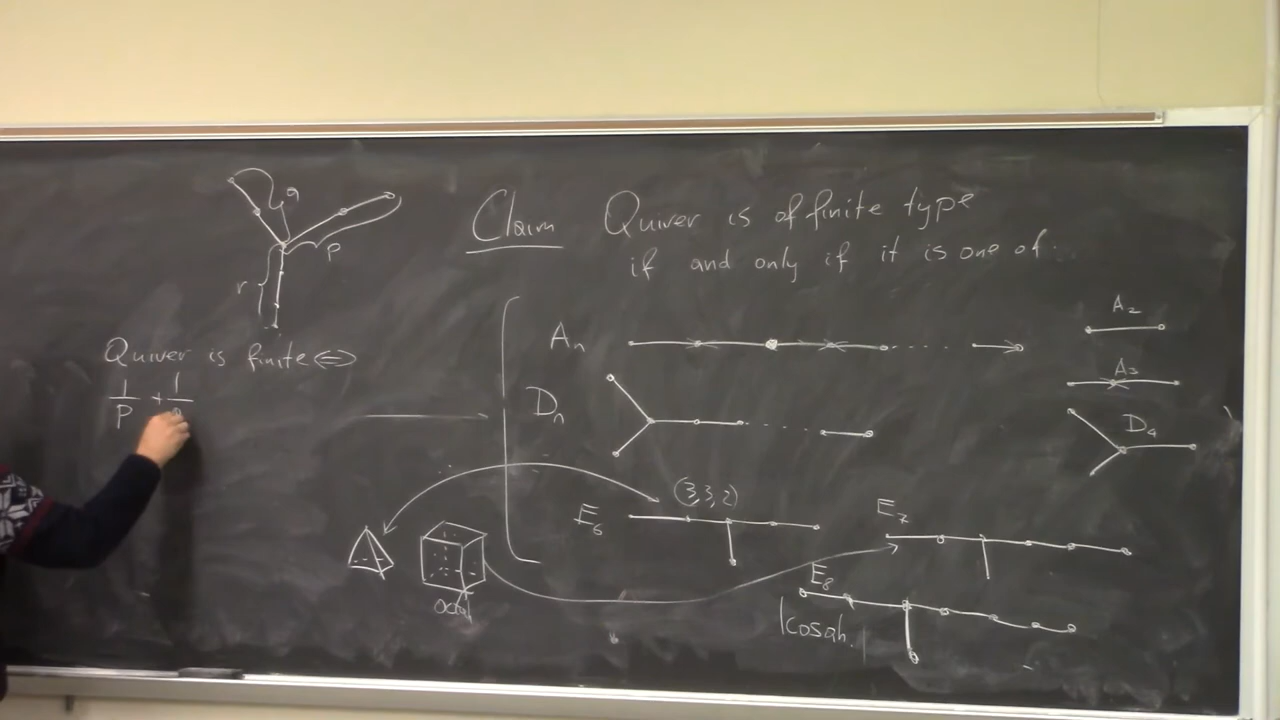 q
p
r
Quiver is finite ⇔
1/p + 1/q
Claim Quiver is of finite type
if and only if it is one of:
Aₙ
Dₙ
E₆
(3,3,2)
E₇
E₈
Icosah.
A₂
A₃
D₄